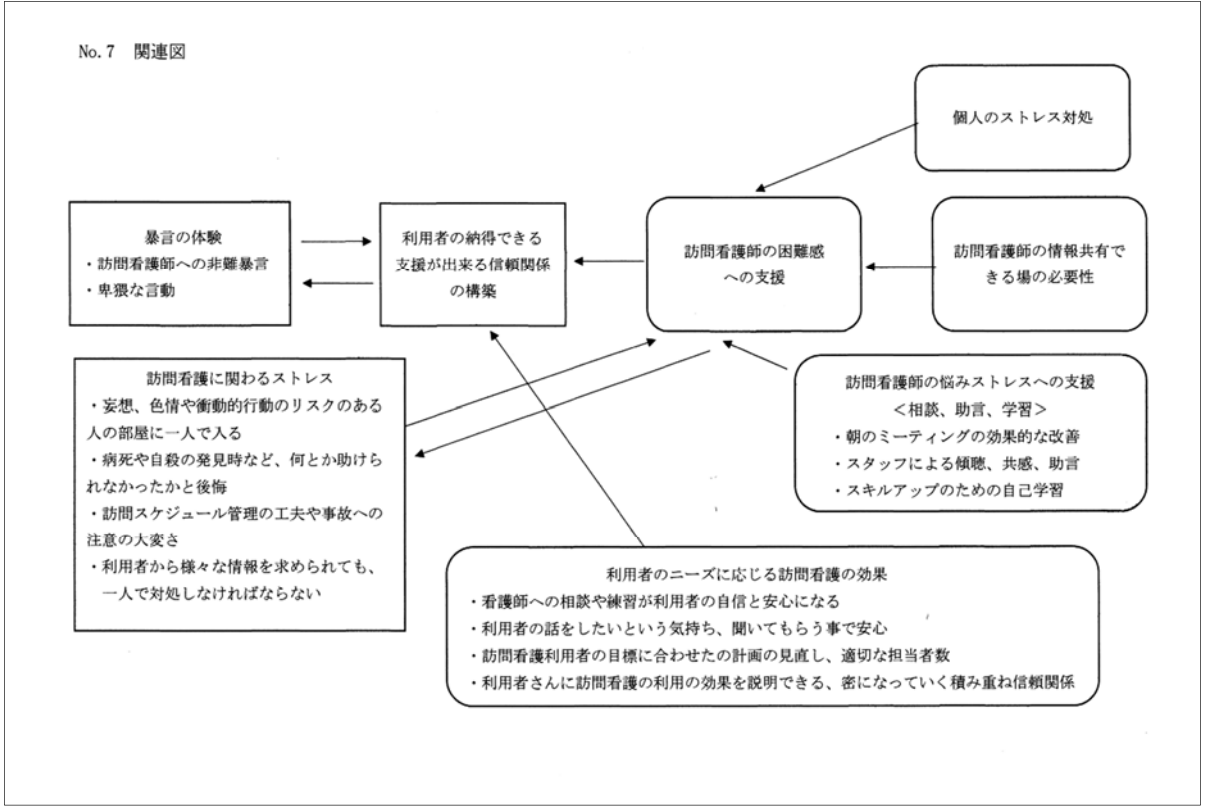 No. 7　関連図
個人のストレス対処
暴言の体験
・訪問看護師への非難暴言
・卑猥な言動
利用者の納得できる
支援が出来る信頼関係
の構築
訪問看護師の困難感
への支援
訪問看護師の情報共有で
きる場の必要性
訪問看護に関わるストレス
・妄想、色情や衝動的行動のリスクのある
人の部屋に一人で入る
・病死や自殺の発見時など、何とか助けら
れなかったかと後悔
・訪問スケジュール管理の工夫や事故への
注意の大変さ
・利用者から様々な情報を求められても、
一人で対処しなければならない
訪問看護師の悩みストレスへの支援
＜相談、助言、学習＞
・朝のミーティングの効果的な改善
・スタッフによる傾聴、共感、助言
・スキルアップのための自己学習
利用者のニーズに応じる訪問看護の効果
・看護師への相談や練習が利用者の自信と安心になる
・利用者の話をしたいという気持ち、聞いてもらう事で安心
・訪問看護利用者の目標に合わせたの計画の見直し、適切な担当者数
・利用者さんに訪問看護の利用の効果を説明できる、密になっていく積み重ね信頼関係